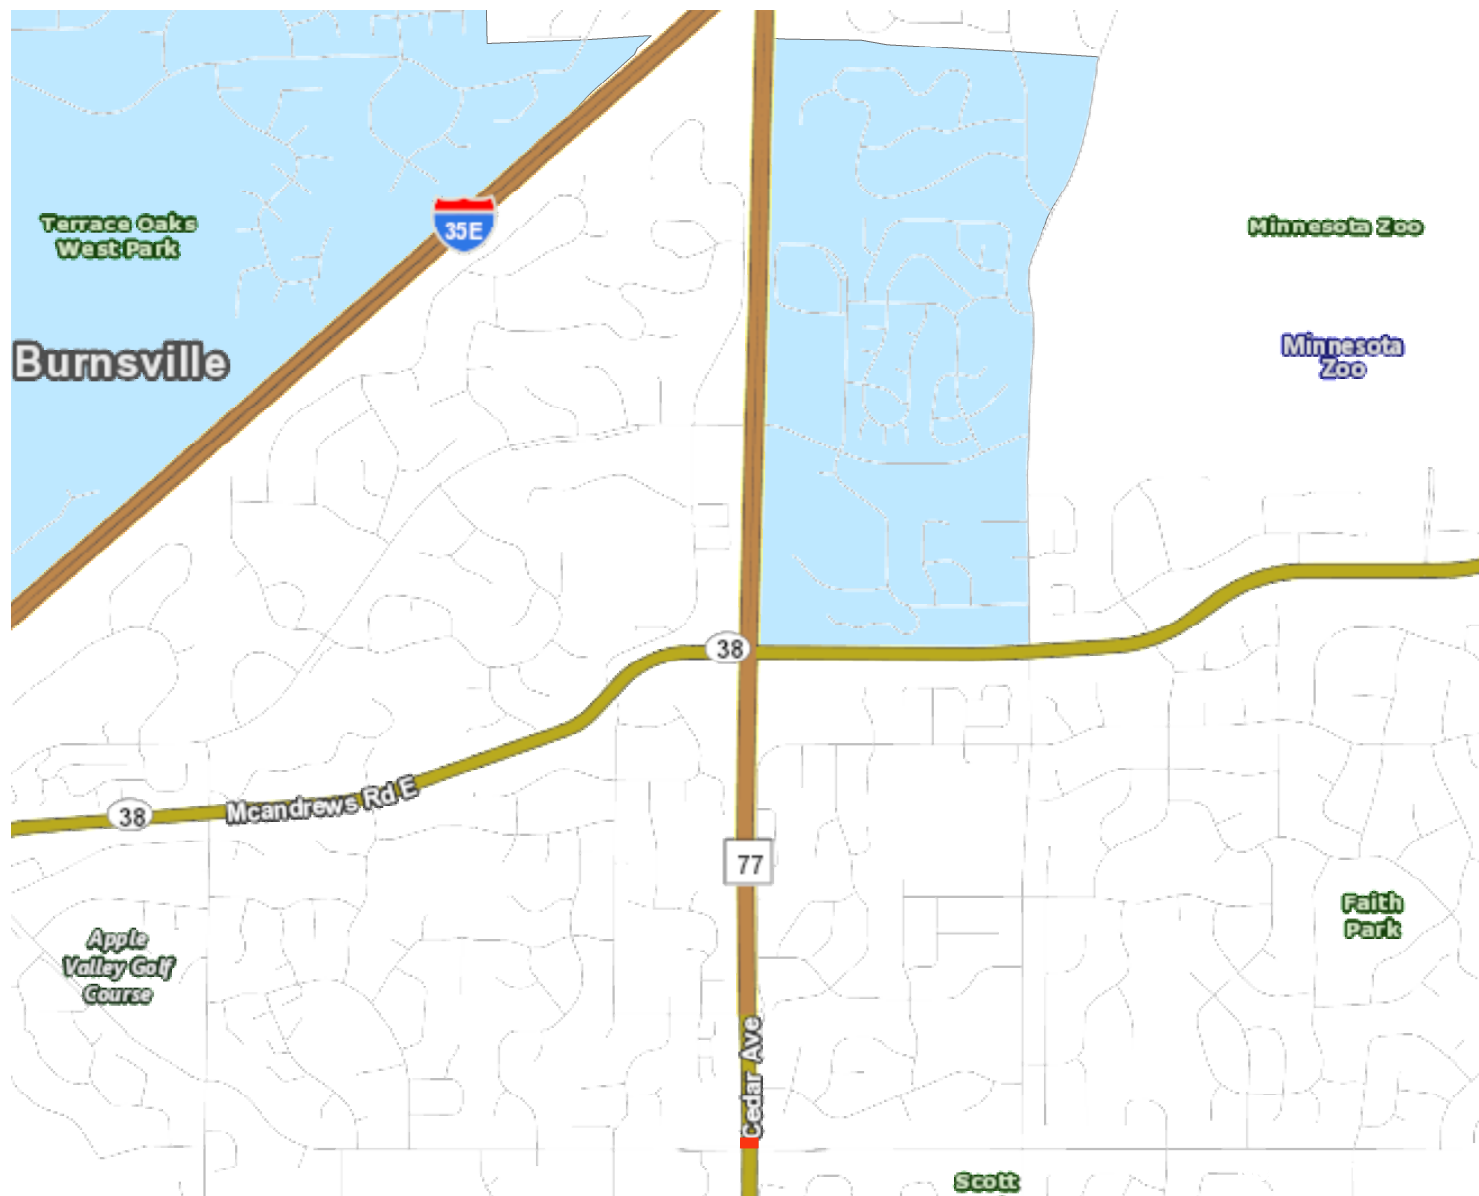 Terrace Oaks
West Park
35E
Minnesota Zoo
Burnsville
Minnesota
Zoo
38
38
Mcandrews Rd E
77
Faith
Park
Apple
Valley Golf
Course
Cedar Ave
Scott